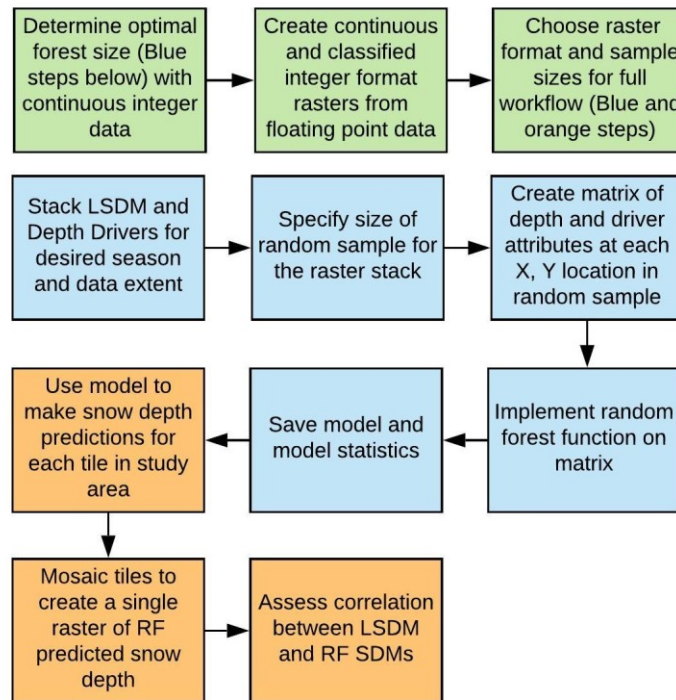 Determine optimal
forest size (Blue
steps below) with
continuous integer
data
Create continuous
and classified
integer format
rasters from
floating point data
Choose raster
format and sample
sizes for full
workflow (Blue and
orange steps)
Stack LSDM and
Depth Drivers for
desired season
and data extent
Specify size of
random sample for
the raster stack
Create matrix of
depth and driver
attributes at each
X, Y location in
random sample
Implement random
forest function on
matrix
Save model and
model statistics
Use model to
make snow depth
predictions for
each tile in study
area
Mosaic tiles to
create a single
raster of RF
predicted snow
depth
Assess correlation
between LSDM
and RF SDMs